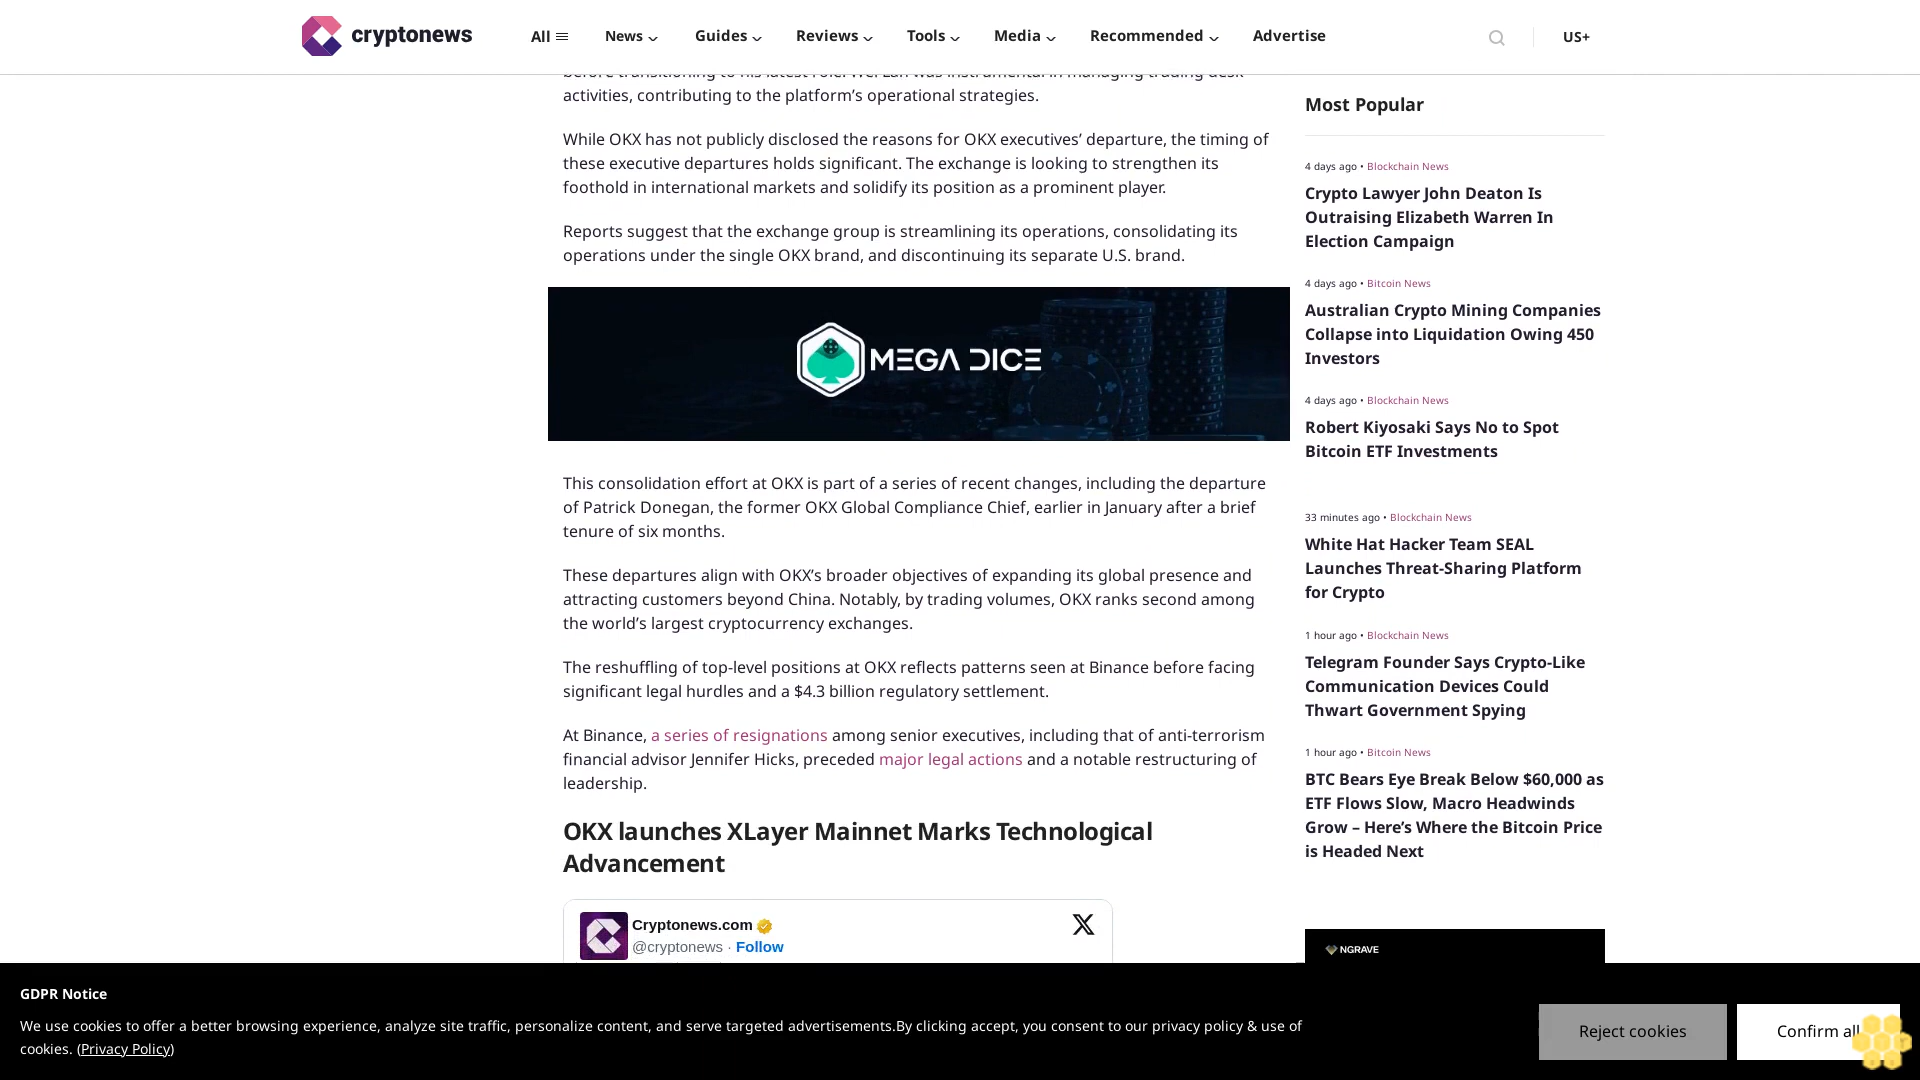 cryptonews
All
News
Guides
Reviews
Tools
Media
Recommended
Advertise
US+
before transitioning to his latest role. Wei Lan was instrumental in managing trading desk
activities, contributing to the platform’s operational strategies.
While OKX has not publicly disclosed the reasons for OKX executives’ departure, the timing of
these executive departures holds significant. The exchange is looking to strengthen its
foothold in international markets and solidify its position as a prominent player.
Reports suggest that the exchange group is streamlining its operations, consolidating its
operations under the single OKX brand, and discontinuing its separate U.S. brand.
MEGA DICE
This consolidation effort at OKX is part of a series of recent changes, including the departure
of Patrick Donegan, the former OKX Global Compliance Chief, earlier in January after a brief
tenure of six months.
These departures align with OKX’s broader objectives of expanding its global presence and
attracting customers beyond China. Notably, by trading volumes, OKX ranks second among
the world’s largest cryptocurrency exchanges.
The reshuffling of top-level positions at OKX reflects patterns seen at Binance before facing
significant legal hurdles and a $4.3 billion regulatory settlement.
At Binance, a series of resignations among senior executives, including that of anti-terrorism
financial advisor Jennifer Hicks, preceded major legal actions and a notable restructuring of
leadership.
OKX launches XLayer Mainnet Marks Technological
Advancement
Cryptonews.com
@cryptonews · Follow
Most Popular
4 days ago • Blockchain News
Crypto Lawyer John Deaton Is
Outraising Elizabeth Warren In
Election Campaign
4 days ago • Bitcoin News
Australian Crypto Mining Companies
Collapse into Liquidation Owing 450
Investors
4 days ago • Blockchain News
Robert Kiyosaki Says No to Spot
Bitcoin ETF Investments
33 minutes ago • Blockchain News
White Hat Hacker Team SEAL
Launches Threat-Sharing Platform
for Crypto
1 hour ago • Blockchain News
Telegram Founder Says Crypto-Like
Communication Devices Could
Thwart Government Spying
1 hour ago • Bitcoin News
BTC Bears Eye Break Below $60,000 as
ETF Flows Slow, Macro Headwinds
Grow – Here’s Where the Bitcoin Price
is Headed Next
NGRAVE
GDPR Notice
We use cookies to offer a better browsing experience, analyze site traffic, personalize content, and serve targeted advertisements.By clicking accept, you consent to our privacy policy & use of
cookies. (Privacy Policy)
Reject cookies
Confirm all